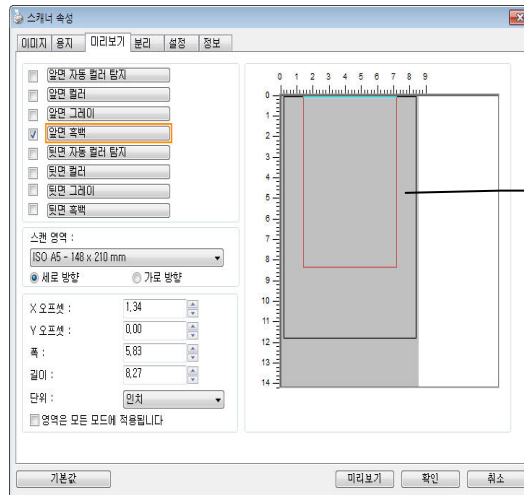 스캐너 속성
이미지 용지 미리보기 분리 설정 정보
앞면 자동 컬러 탐지
앞면 컬러
앞면 그레이
앞면 흑백
뒷면 자동 컬러 탐지
뒷면 컬러
뒷면 그레이
뒷면 흑백
스캔 영역 :
ISO A5 - 148 x 210 mm
세로 방향 가로 방향
X 오프셋 : 1,34
Y 오프셋 : 0,00
폭 : 5,83
길이 : 8,27
단위 : 인치
영역은 모든 모드에 적용됩니다
0 1 2 3 4 5 6 7 8 9
0
1
2
3
4
5
6
7
8
9
10
11
12
13
14
기본값 미리보기 확인 취소